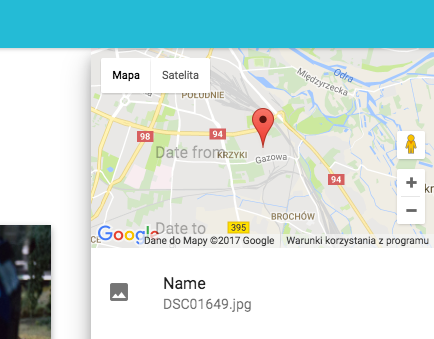 Mapa Satelita
Odra
Międzyrzecka
POŁUDNIE
98
94
Date from
KRZYKI
Gazowa
94
BROCHÓW
Date to
395
Google
Dane do Mapy ©2017 Google Warunki korzystania z programu
Name
DSC01649.jpg